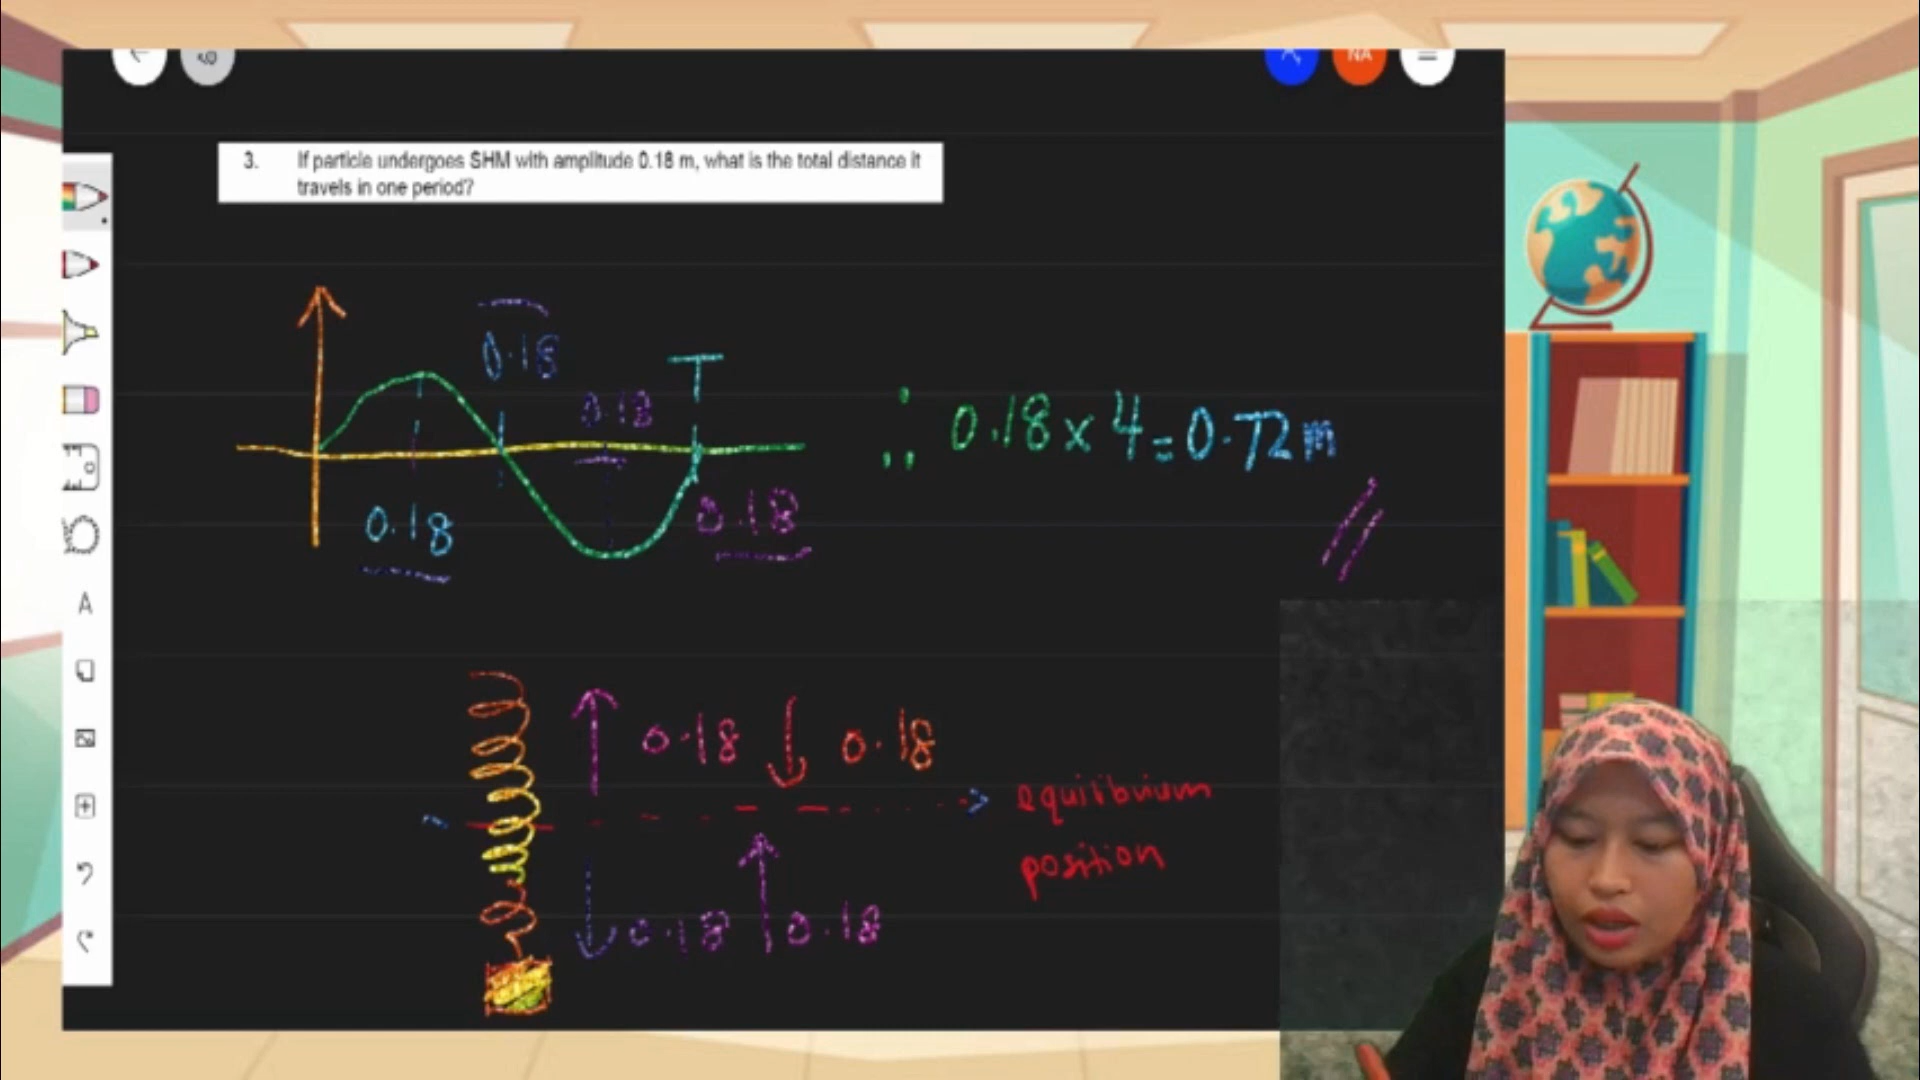 NA
3. If particle undergoes SHM with amplitude 0.18 m, what is the total distance it
travels in one period?
0.18
T
0.18
∴ 0.18 x 4 = 0.72m
0.18
0.18
A
0.18 0.18
equilibrium
position
0.18 0.18